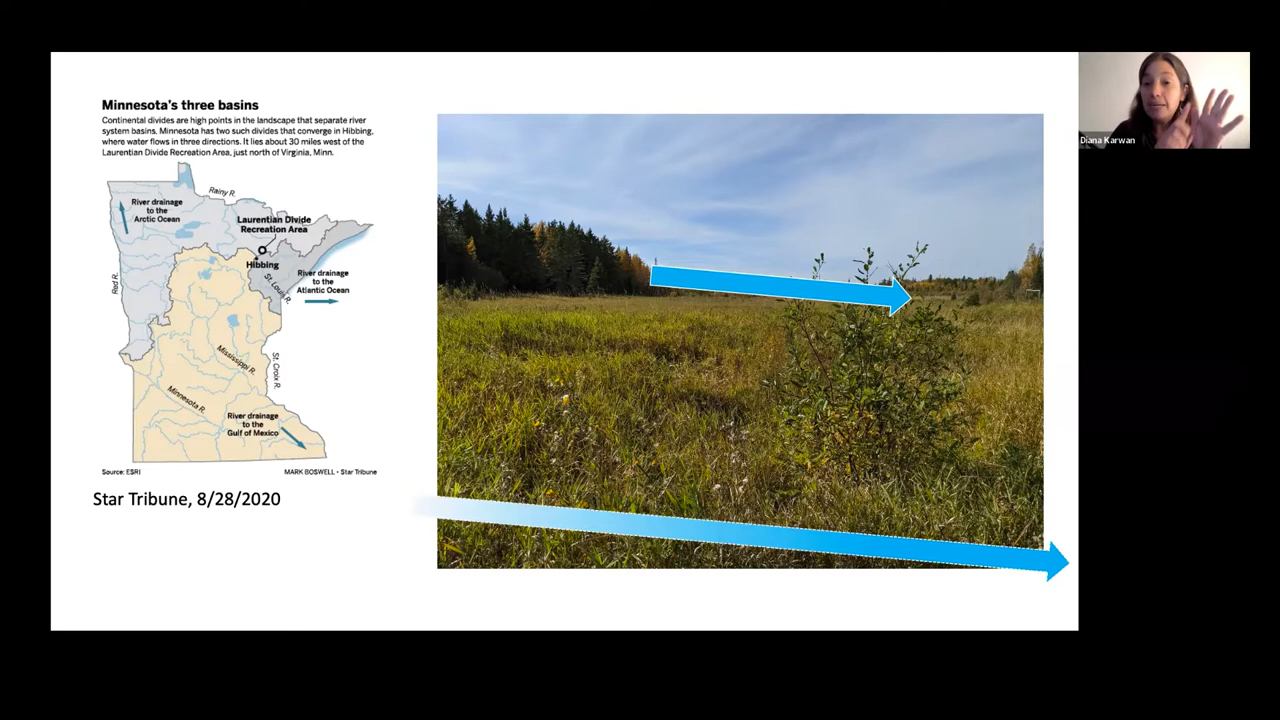 Minnesota's three basins
Continental divides are high points in the landscape that separate river
system basins. Minnesota has two such divides that converge in Hibbing,
where water flows in three directions. It lies about 30 miles west of the
Laurentian Divide Recreation Area, just north of Virginia, Minn.
River drainage
to the
Arctic Ocean
Rainy R.
Laurentian Divide
Recreation Area
Hibbing
Red R.
St. Louis R.
River drainage
to the
Atlantic Ocean
Mississippi R.
St. Croix R.
Minnesota R.
River drainage
to the
Gulf of Mexico
Source: ESRI
MARK BOSWELL • Star Tribune
Star Tribune, 8/28/2020
Diana Karwan